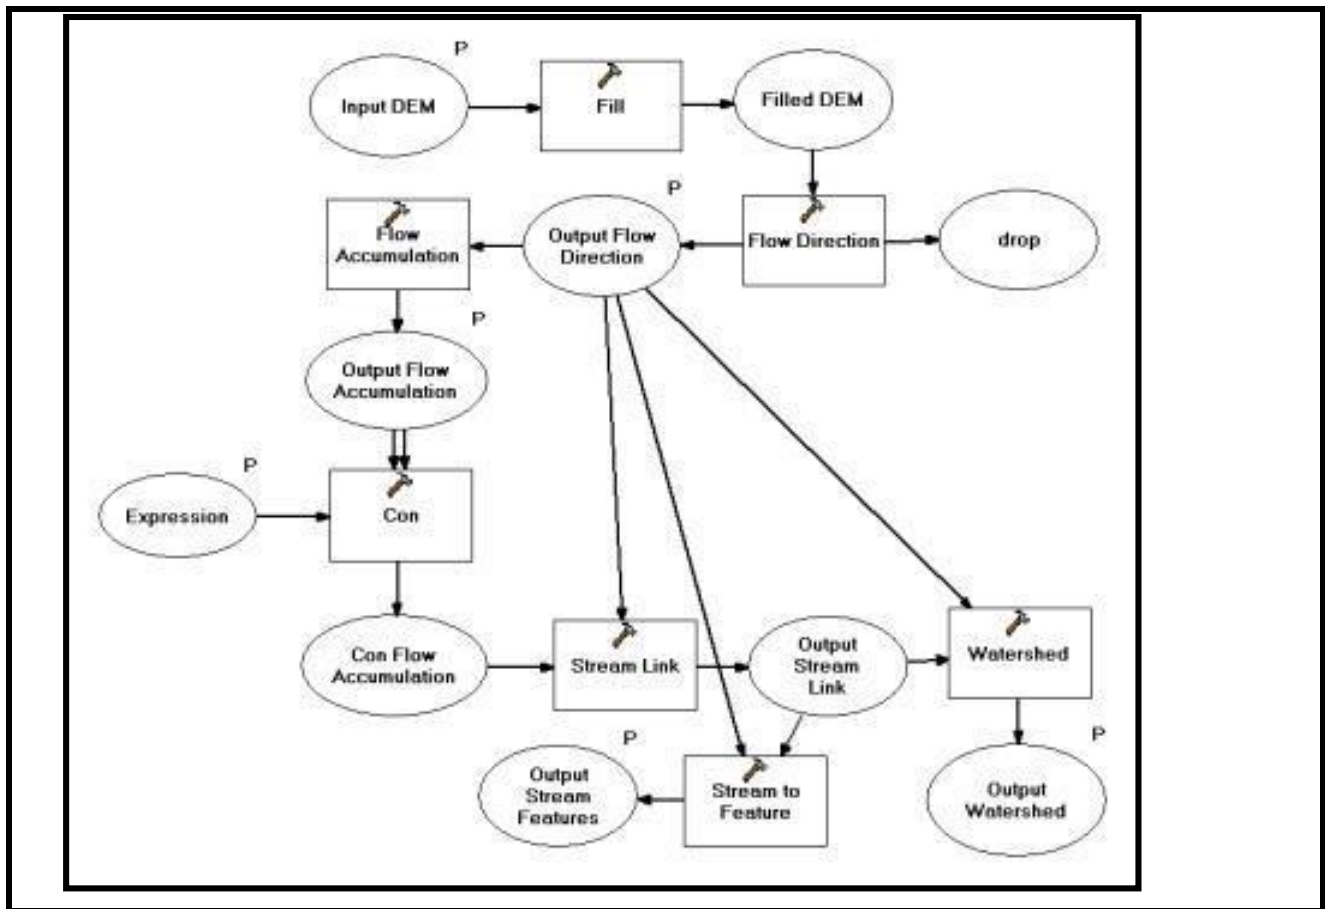 P
Input DEM
Fill
Filled DEM
P
Flow
Accumulation
Output Flow
Direction
Flow Direction
drop
P
Output Flow
Accumulation
P
Expression
Con
Con Flow
Accumulation
Stream Link
Output
Stream
Link
Watershed
P
Output
Stream
Features
Stream to
Feature
P
Output
Watershed